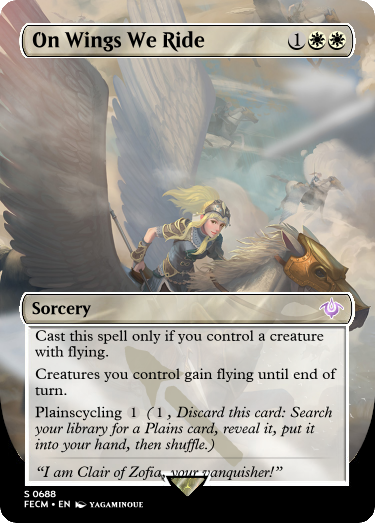 On Wings We Ride 1
Sorcery
Cast this spell only if you control a creature
with flying.
Creatures you control gain flying until end of
turn.
Plainscycling 1 (1, Discard this card: Search
your library for a Plains card, reveal it, put it
into your hand, then shuffle.)
“I am Clair of Zofia, your vanquisher!”
S 0688
FECM • EN YAGAMINOUE